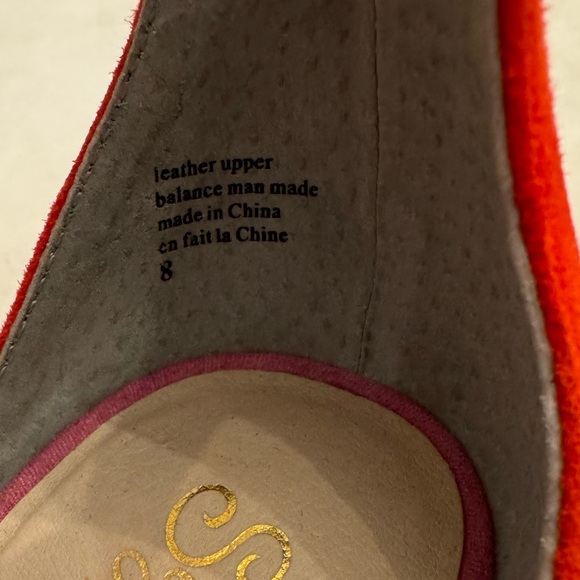 leather upper
balance man made
made in China
en fait la Chine
8